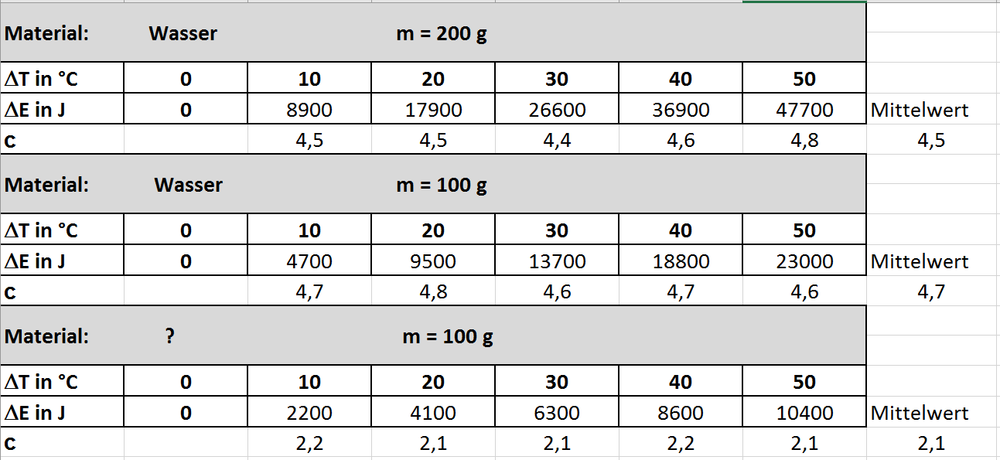 Material: Wasser m = 200 g
ΔT in °C 0 10 20 30 40 50
ΔE in J 0 8900 17900 26600 36900 47700 Mittelwert
c 4,5 4,5 4,4 4,6 4,8 4,5
Material: Wasser m = 100 g
ΔT in °C 0 10 20 30 40 50
ΔE in J 0 4700 9500 13700 18800 23000 Mittelwert
c 4,7 4,8 4,6 4,7 4,6 4,7
Material: ? m = 100 g
ΔT in °C 0 10 20 30 40 50
ΔE in J 0 2200 4100 6300 8600 10400 Mittelwert
c 2,2 2,1 2,1 2,2 2,1 2,1